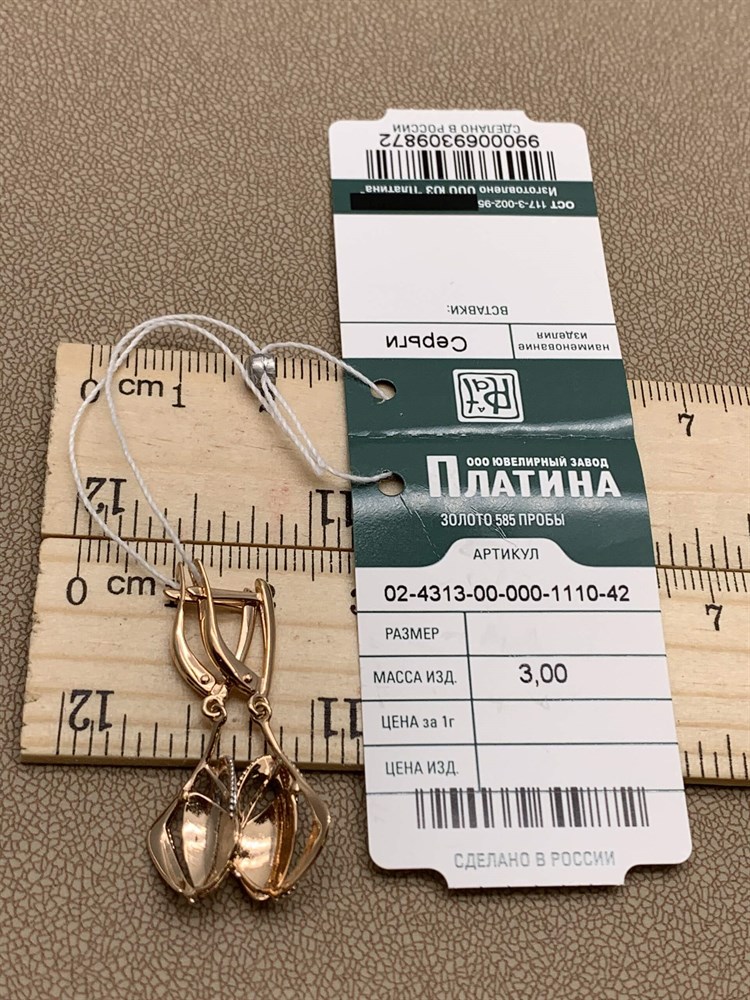 9900069309872
СДЕЛАНО В РОССИИ
ОСТ 117-3-002-95
Изготовлено ООО ЮЗ "Платина"
ВСТАВКИ:
наименование
изделия
Серьги
ООО ЮВЕЛИРНЫЙ ЗАВОД
ПЛАТИНА
ЗОЛОТО 585 ПРОБЫ
АРТИКУЛ
02-4313-00-000-1110-42
РАЗМЕР
МАССА ИЗД. 3,00
ЦЕНА за 1г
ЦЕНА ИЗД.
СДЕЛАНО В РОССИИ
0 cm 1 7
12 11
0 cm 7
12 11